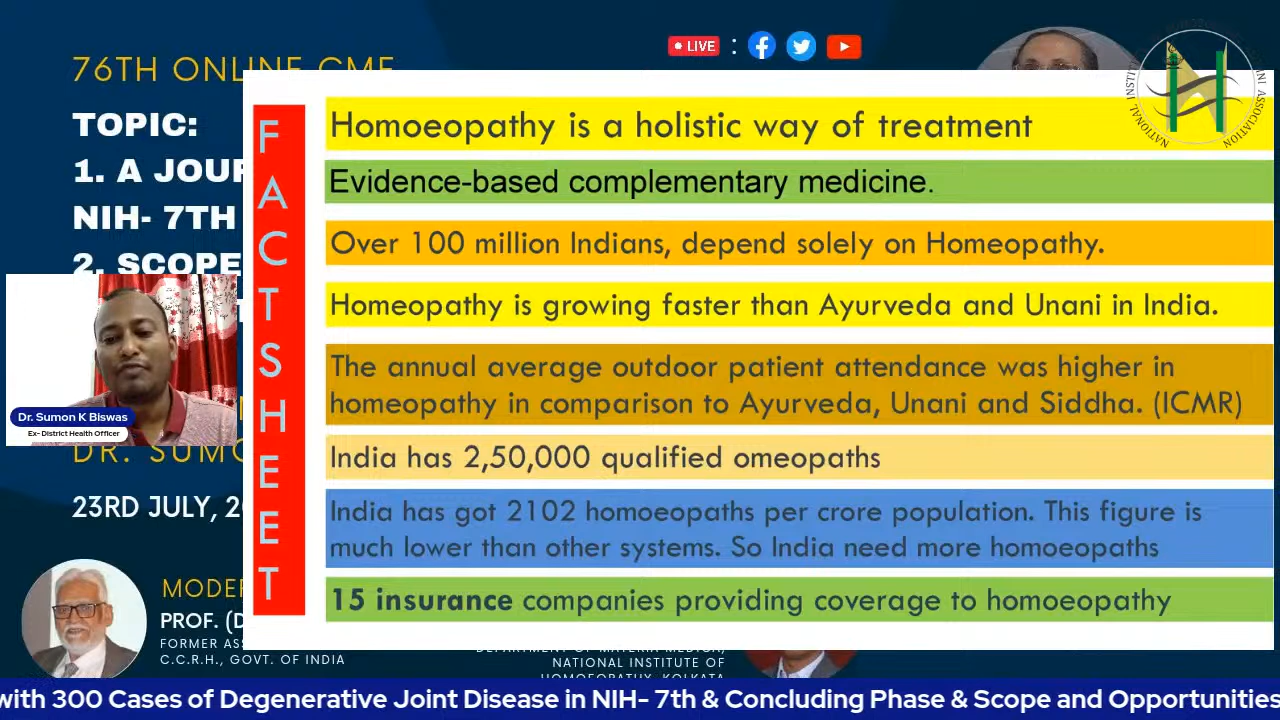 LIVE :
76TH ONLINE CME
TOPIC:
1. A JOUR
NIH- 7TH
2. SCOPE
DR. SUMO
23RD JULY, 20
MODER
PROF. (D
FORMER ASS
C.C.R.H., GOVT. OF INDIA
Dr. Sumon K Biswas
Ex- District Health Officer
FACT SHEET
Homoeopathy is a holistic way of treatment
Evidence-based complementary medicine.
Over 100 million Indians, depend solely on Homeopathy.
Homeopathy is growing faster than Ayurveda and Unani in India.
The annual average outdoor patient attendance was higher in
homeopathy in comparison to Ayurveda, Unani and Siddha. (ICMR)
India has 2,50,000 qualified omeopaths
India has got 2102 homoeopaths per crore population. This figure is
much lower than other systems. So India need more homoeopaths
15 insurance companies providing coverage to homoeopathy
DEPARTMENT OF MATERIA MEDICA,
NATIONAL INSTITUTE OF
HOMOEOPATHY, KOLKATA
with 300 Cases of Degenerative Joint Disease in NIH- 7th & Concluding Phase & Scope and Opportunities